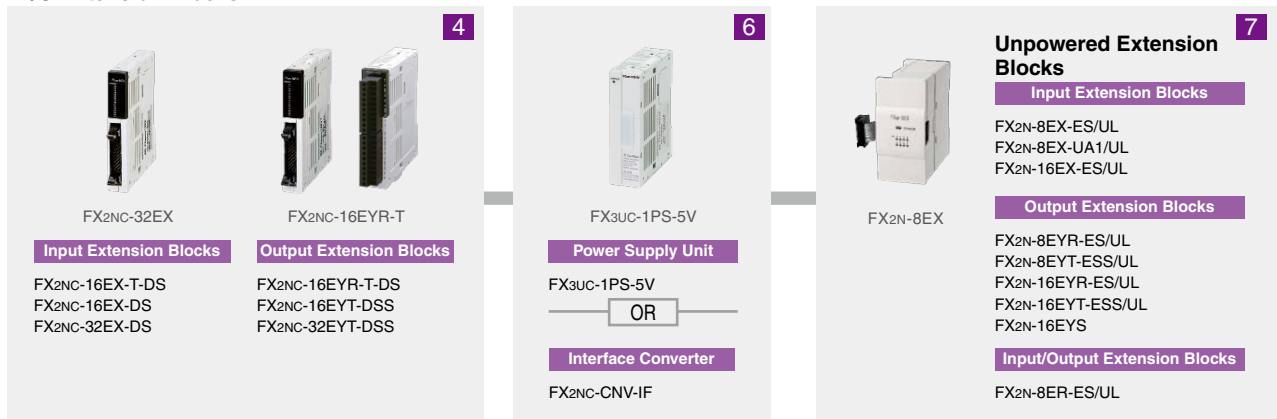 4
FX2NC-32EX
FX2NC-16EYR-T
Input Extension Blocks
FX2NC-16EX-T-DS
FX2NC-16EX-DS
FX2NC-32EX-DS
Output Extension Blocks
FX2NC-16EYR-T-DS
FX2NC-16EYT-DSS
FX2NC-32EYT-DSS
6
FX3UC-1PS-5V
Power Supply Unit
FX3UC-1PS-5V
OR
Interface Converter
FX2NC-CNV-IF
7
FX2N-8EX
Unpowered Extension
Blocks
Input Extension Blocks
FX2N-8EX-ES/UL
FX2N-8EX-UA1/UL
FX2N-16EX-ES/UL
Output Extension Blocks
FX2N-8EYR-ES/UL
FX2N-8EYT-ESS/UL
FX2N-16EYR-ES/UL
FX2N-16EYT-ESS/UL
FX2N-16EYS
Input/Output Extension Blocks
FX2N-8ER-ES/UL